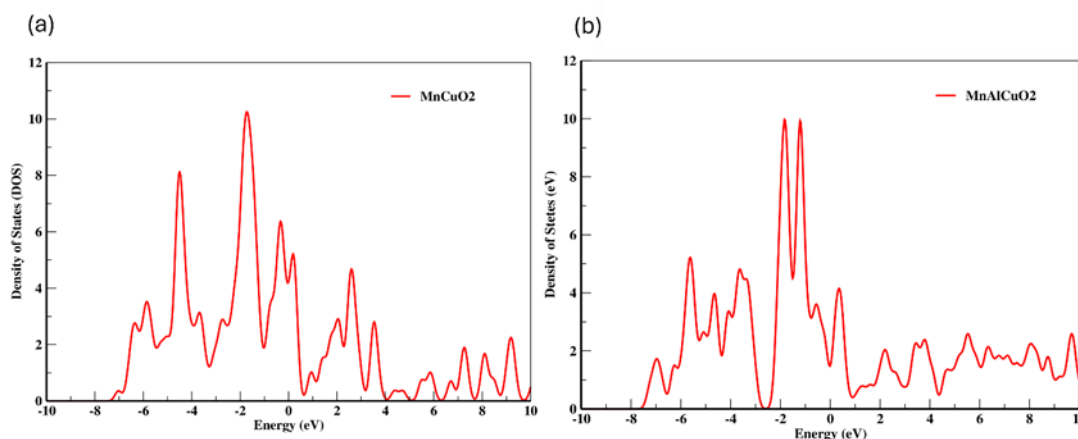 (a)
(b)
12
10
8
6
4
2
0
Density of States (DOS)
MnCuO2
-10 -8 -6 -4 -2 0 2 4 6 8 10
Energy (eV)
12
10
8
6
4
2
0
Density of Stetes (eV)
MnAlCuO2
-10 -8 -6 -4 -2 0 2 4 6 8 10
Energy (eV)